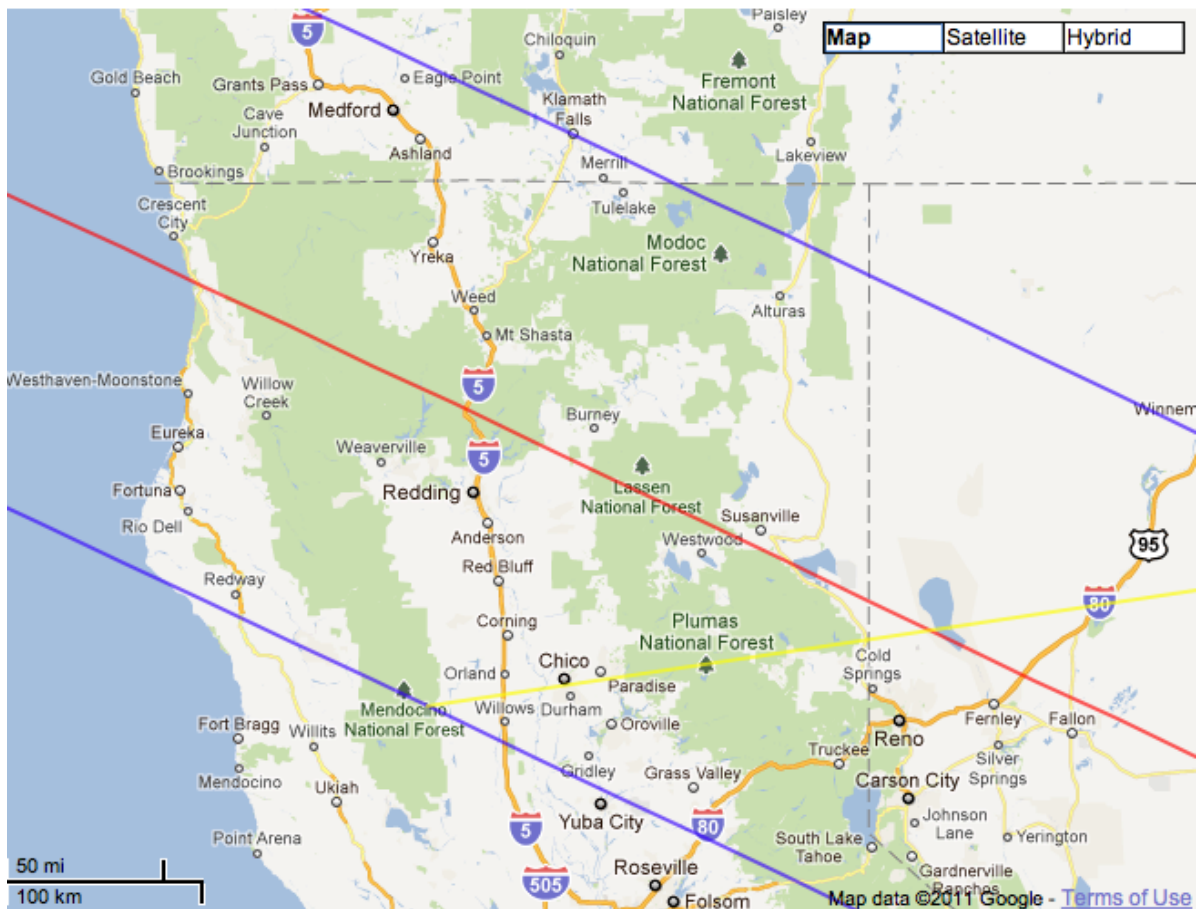 Paisley
Map
Satellite
Hybrid
5
Chiloquin
Gold Beach
Grants Pass
Eagle Point
Fremont
National Forest
Medford
Klamath
Falls
Cave
Junction
Ashland
Lakeview
Merrill
Brookings
Tulelake
Crescent
City
Modoc
National Forest
Yreka
Weed
Alturas
Mt Shasta
Westhaven-Moonstone
Willow
Creek
5
Burney
Winnem
Eureka
Weaverville
5
Lassen
National Forest
Fortuna
Redding
Rio Dell
Anderson
Susanville
Westwood
95
Red Bluff
Redway
80
Corning
Plumas
National Forest
Chico
Orland
Paradise
Cold
Springs
Mendocino
National Forest
Durham
Willows
Oroville
Fort Bragg
Willits
Fernley
Fallon
Reno
Truckee
Silver
Springs
Mendocino
Gridley
Grass Valley
Ukiah
Carson City
Yuba City
Johnson
Lane
5
80
Point Arena
South Lake
Tahoe
Yerington
50 mi
Roseville
Gardnerville
Ranchos
100 km
505
Folsom
Map data ©2011 Google - Terms of Use